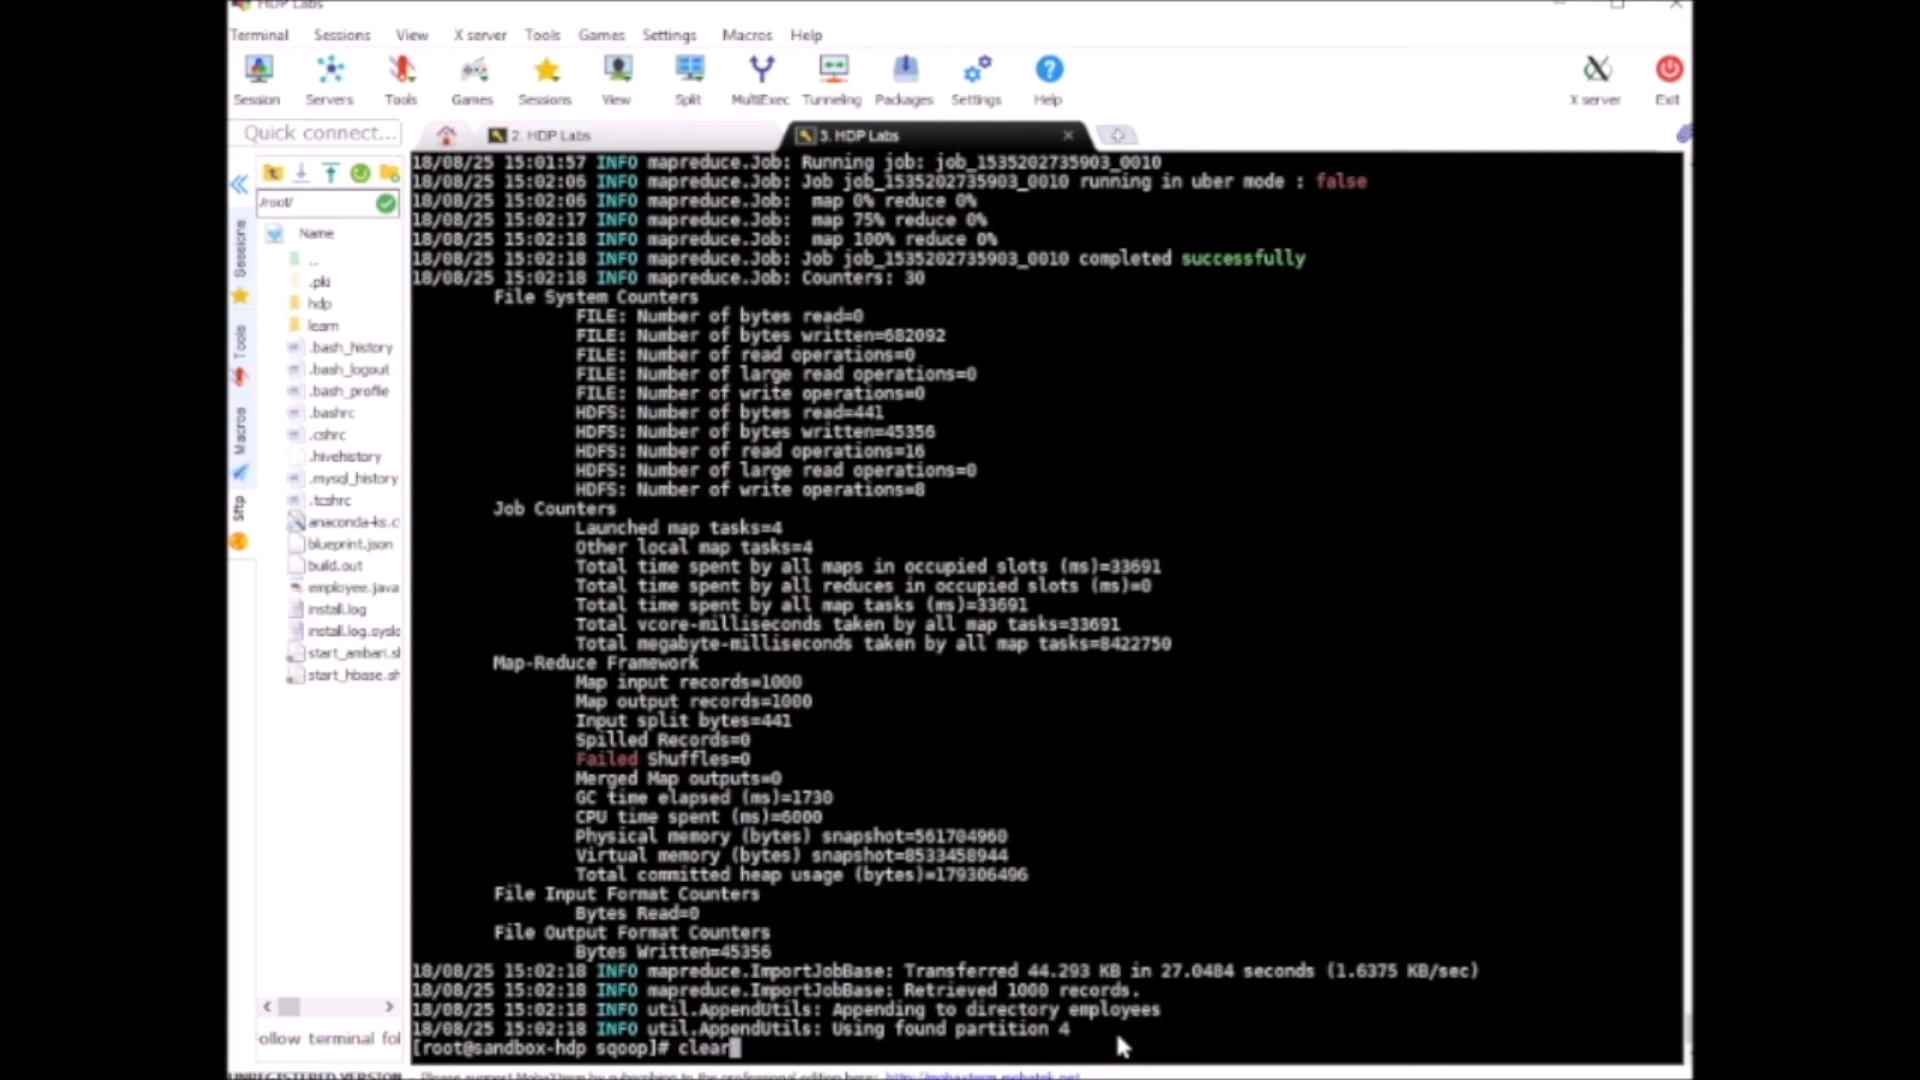 HDP Labs
Terminal Sessions View X server Tools Games Settings Macros Help
Session Servers Tools Games Sessions View Split MultiExec Tunneling Packages Settings Help X server Exit
Quick connect...
2. HDP Labs
3. HDP Labs
/root/
Name
..
.pki
hdp
learn
.bash_history
.bash_logout
.bash_profile
.bashrc
.cshrc
.hivehistory
.mysql_history
.tcshrc
anaconda-ks.c
blueprint.json
build.out
employee.java
install.log
install.log.syslo
start_ambari.sl
start_hbase.sh
ollow terminal fol
Sessions
Tools
Macros
Sftp
18/08/25 15:01:57 INFO mapreduce.Job: Running job: job_1535202735903_0010
18/08/25 15:02:06 INFO mapreduce.Job: Job job_1535202735903_0010 running in uber mode : false
18/08/25 15:02:06 INFO mapreduce.Job:  map 0% reduce 0%
18/08/25 15:02:17 INFO mapreduce.Job:  map 75% reduce 0%
18/08/25 15:02:18 INFO mapreduce.Job:  map 100% reduce 0%
18/08/25 15:02:18 INFO mapreduce.Job: Job job_1535202735903_0010 completed successfully
18/08/25 15:02:18 INFO mapreduce.Job: Counters: 30
File System Counters
FILE: Number of bytes read=0
FILE: Number of bytes written=682092
FILE: Number of read operations=0
FILE: Number of large read operations=0
FILE: Number of write operations=0
HDFS: Number of bytes read=441
HDFS: Number of bytes written=45356
HDFS: Number of read operations=16
HDFS: Number of large read operations=0
HDFS: Number of write operations=8
Job Counters
Launched map tasks=4
Other local map tasks=4
Total time spent by all maps in occupied slots (ms)=33691
Total time spent by all reduces in occupied slots (ms)=0
Total time spent by all map tasks (ms)=33691
Total vcore-milliseconds taken by all map tasks=33691
Total megabyte-milliseconds taken by all map tasks=8422750
Map-Reduce Framework
Map input records=1000
Map output records=1000
Input split bytes=441
Spilled Records=0
Failed Shuffles=0
Merged Map outputs=0
GC time elapsed (ms)=1730
CPU time spent (ms)=6000
Physical memory (bytes) snapshot=561704960
Virtual memory (bytes) snapshot=8533458944
Total committed heap usage (bytes)=179306496
File Input Format Counters
Bytes Read=0
File Output Format Counters
Bytes Written=45356
18/08/25 15:02:18 INFO mapreduce.ImportJobBase: Transferred 44.293 KB in 27.0484 seconds (1.6375 KB/sec)
18/08/25 15:02:18 INFO mapreduce.ImportJobBase: Retrieved 1000 records.
18/08/25 15:02:18 INFO util.AppendUtils: Appending to directory employees
18/08/25 15:02:18 INFO util.AppendUtils: Using found partition 4
[root@sandbox-hdp sqoop]# clear
UNREGISTERED VERSION - Please support MobaXterm by subscribing to the professional edition here: http://mobaxterm.mobatek.net